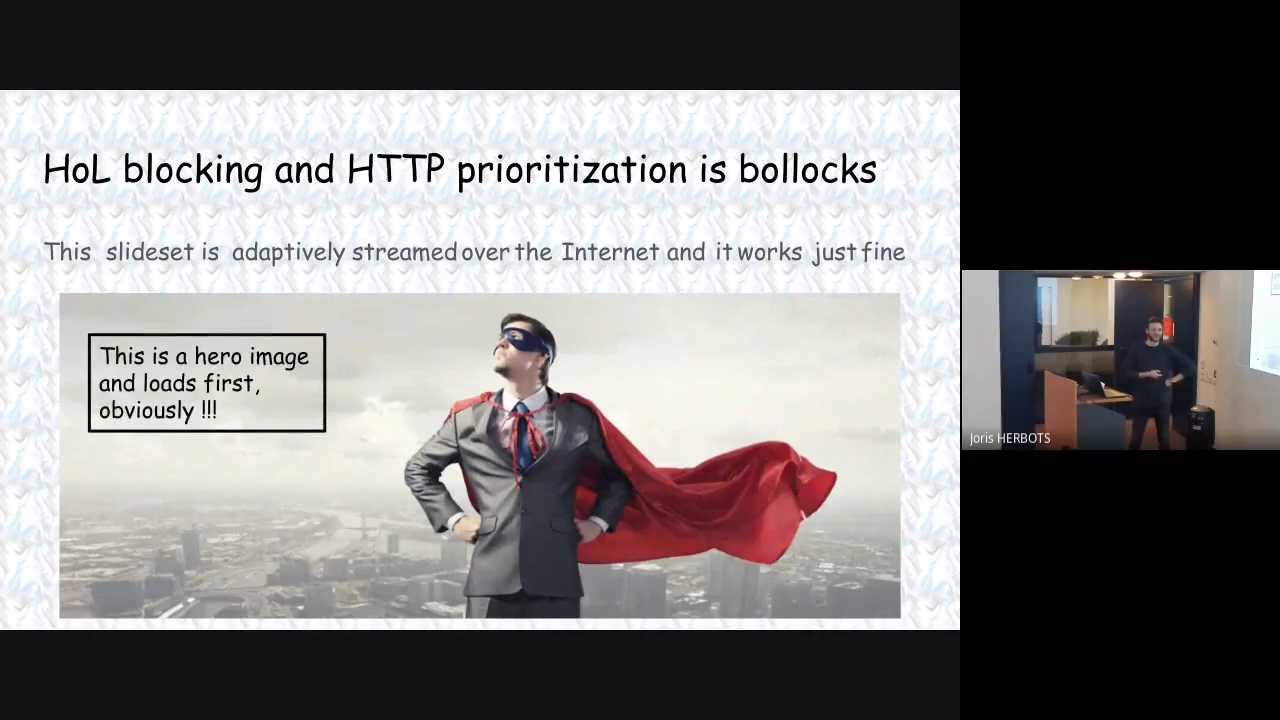 HoL blocking and HTTP prioritization is bollocks
This slideset is adaptively streamed over the Internet and it works just fine
This is a hero image
and loads first,
obviously !!!
Joris HERBOTS